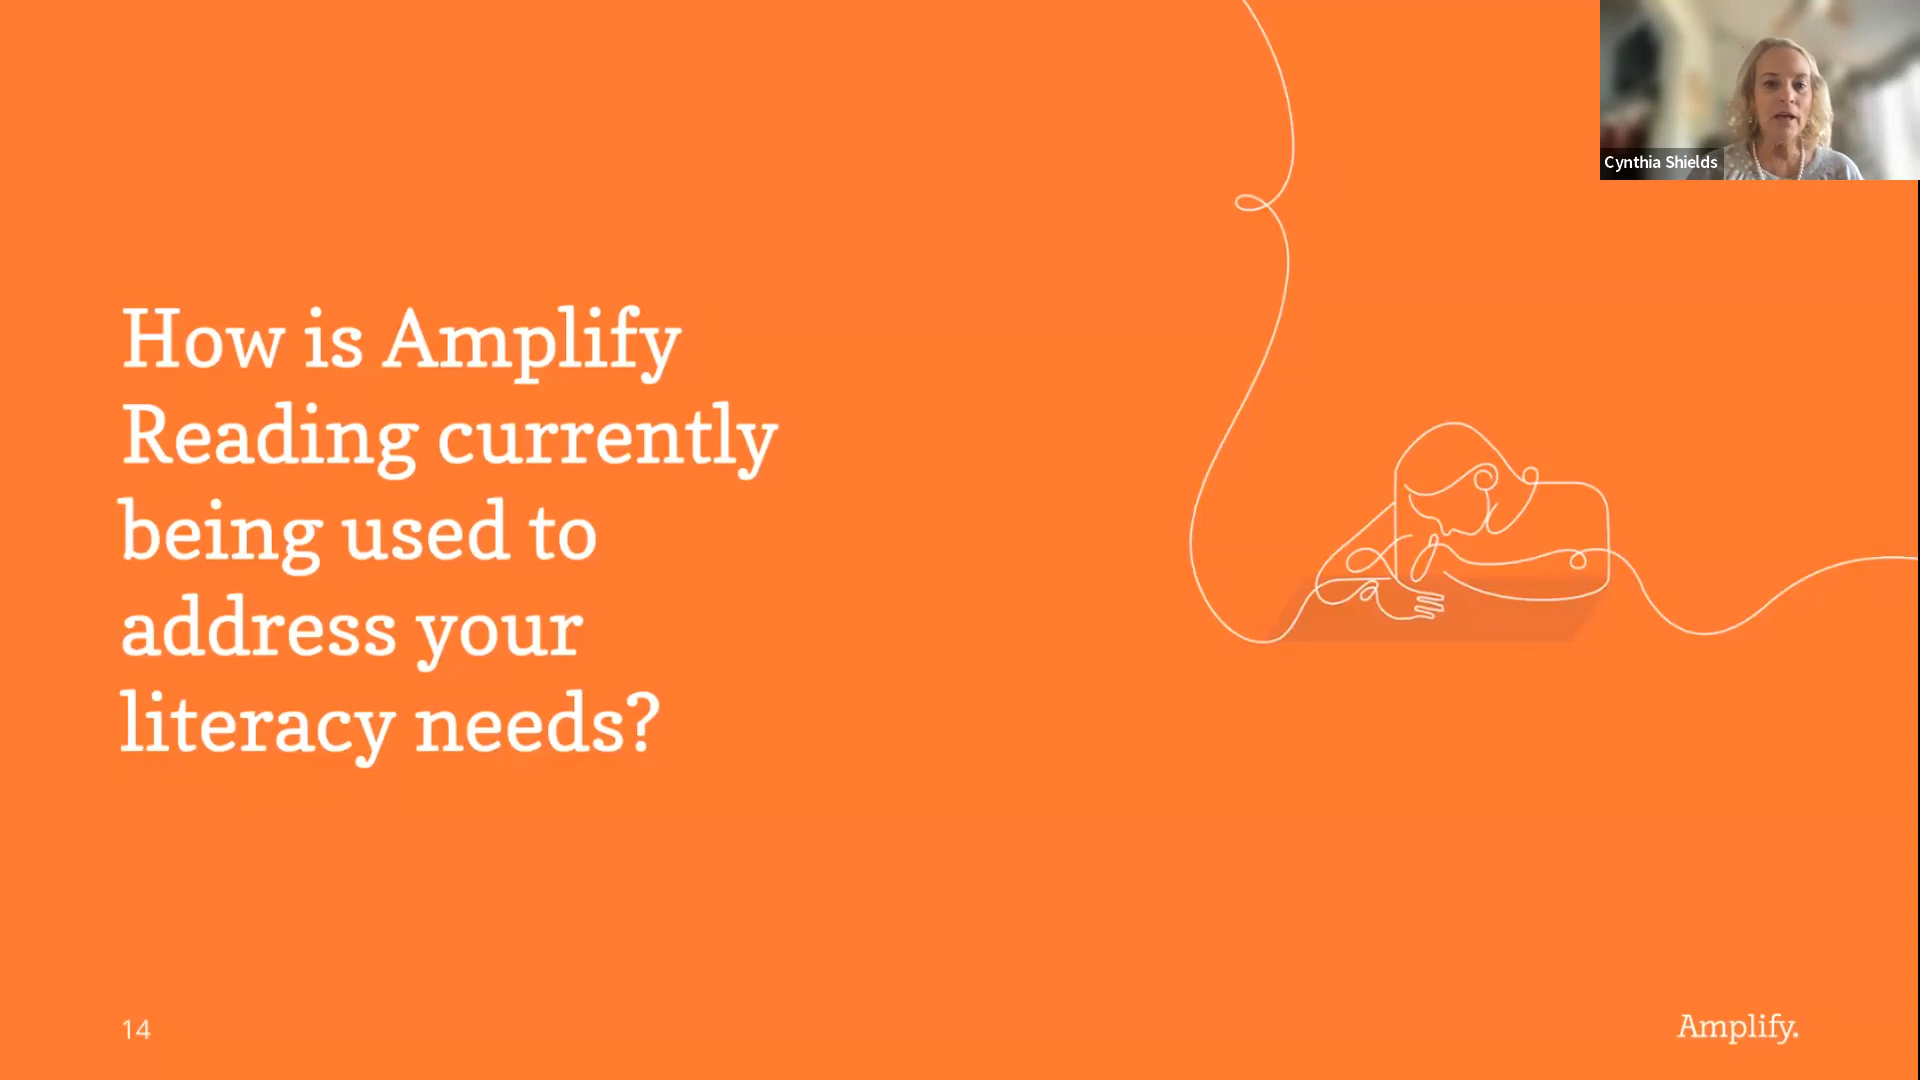 Cynthia Shields
How is Amplify
Reading currently
being used to
address your
literacy needs?
14
Amplify.